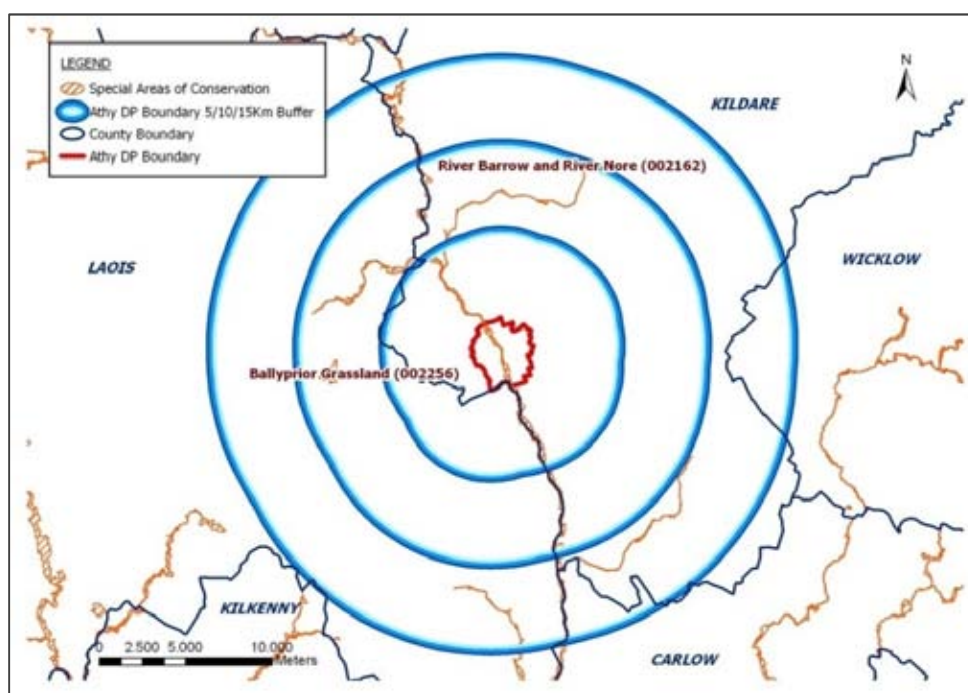 LEGEND
Special Areas of Conservation
Athy DP Boundary 5/10/15Km Buffer
County Boundary
Athy DP Boundary
N
KILDARE
River Barrow and River Nore (002162)
LAOIS
WICKLOW
Ballyprior Grassland (002256)
KILKENNY
0 2.500 5.000 10.000
Meters
CARLOW